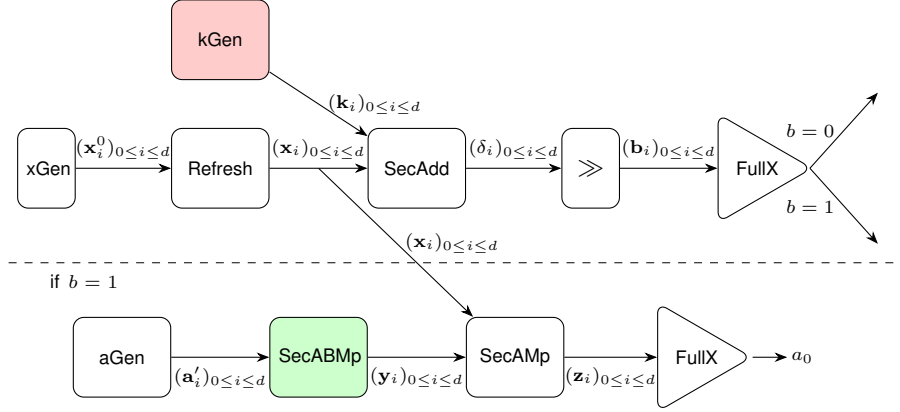 kGen
(k_i)_{0≤i≤d}
xGen
(x_i^0)_{0≤i≤d}
Refresh
(x_i)_{0≤i≤d}
SecAdd
(δ_i)_{0≤i≤d}
≫
(b_i)_{0≤i≤d}
FullX
b = 0
b = 1
(x_i)_{0≤i≤d}
if b = 1
aGen
(a′_i)_{0≤i≤d}
SecABMp
(y_i)_{0≤i≤d}
SecAMp
(z_i)_{0≤i≤d}
FullX
a_0